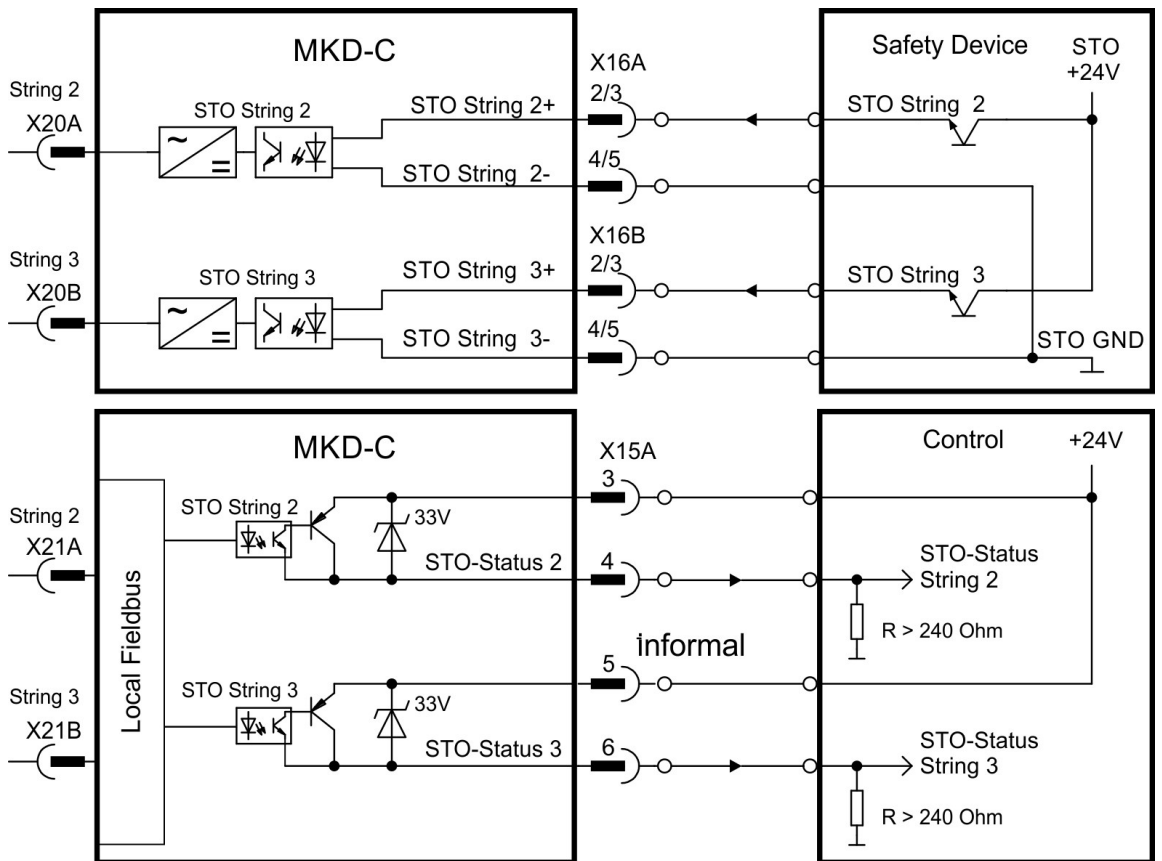 MKD-C
String 2
X20A
STO String 2
~
=
STO String 2+
STO String 2-
X16A
2/3
4/5
String 3
X20B
STO String 3
~
=
STO String 3+
STO String 3-
X16B
2/3
4/5
Safety Device
STO
+24V
STO String 2
STO String 3
STO GND
MKD-C
String 2
X21A
String 3
X21B
Local Fieldbus
STO String 2
33V
STO-Status 2
STO String 3
33V
STO-Status 3
X15A
3
4
informal
5
6
Control
+24V
STO-Status
String 2
R > 240 Ohm
STO-Status
String 3
R > 240 Ohm